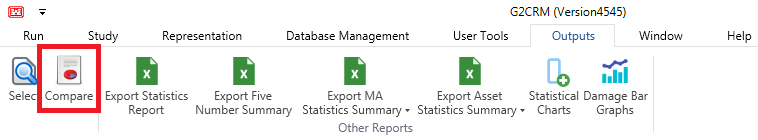 G2CRM (Version4545)
Run Study Representation Database Management User Tools Outputs Window Help
Select Compare Export Statistics Report Export Five Number Summary Export MA Statistics Summary Export Asset Statistics Summary Statistical Charts Damage Bar Graphs
Other Reports